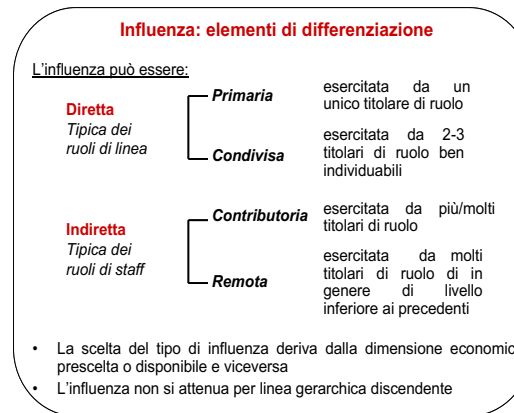 Influenza: elementi di differenziazione
L'influenza può essere:
Diretta
Tipica dei
ruoli di linea
Primaria
esercitata da un
unico titolare di ruolo
Condivisa
esercitata da 2-3
titolari di ruolo ben
individuabili
Indiretta
Tipica dei
ruoli di staff
Contributoria
esercitata da più/molti
titolari di ruolo
Remota
esercitata da molti
titolari di ruolo di in
genere di livello
inferiore ai precedenti
• La scelta del tipo di influenza deriva dalla dimensione economic
prescelta o disponibile e viceversa
• L'influenza non si attenua per linea gerarchica discendente